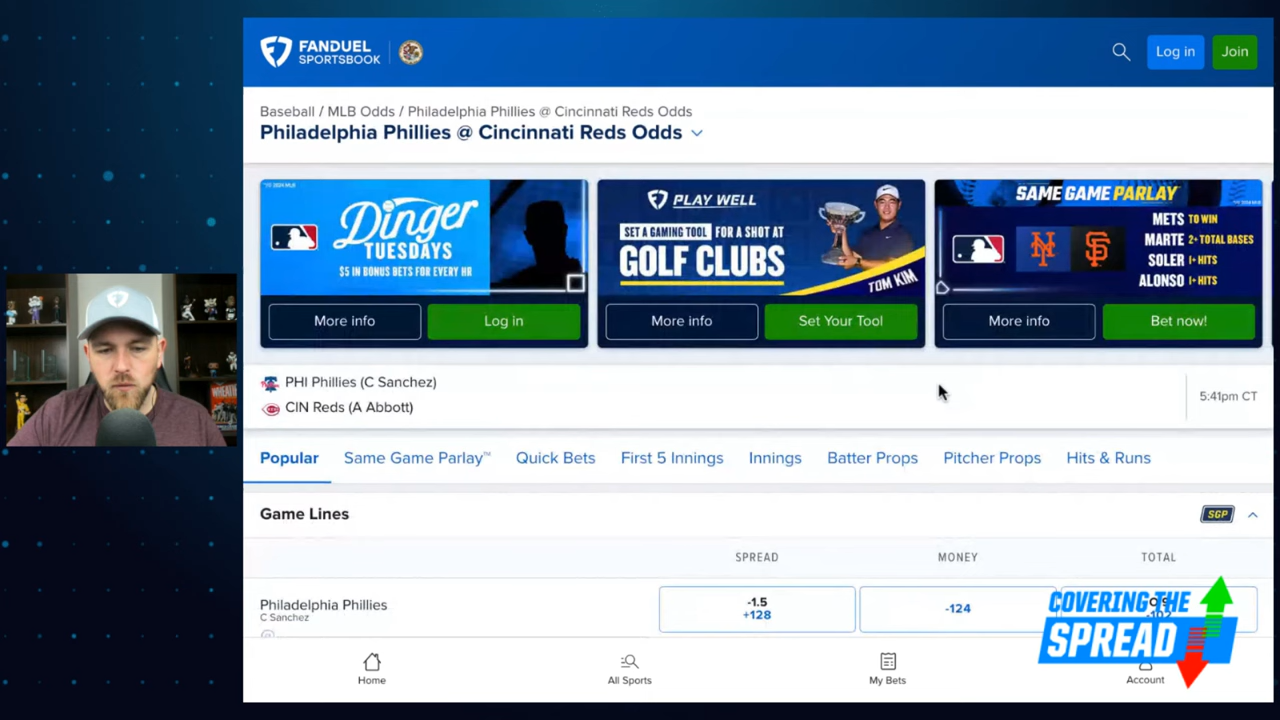 FANDUEL
SPORTSBOOK
Log in
Join
Baseball / MLB Odds / Philadelphia Phillies @ Cincinnati Reds Odds
Philadelphia Phillies @ Cincinnati Reds Odds
Dinger
TUESDAYS
$5 IN BONUS BETS FOR EVERY HR
PLAY WELL
SET A GAMING TOOL FOR A SHOT AT
GOLF CLUBS
TOM KIM
SAME GAME PARLAY
METS TO WIN
MARTE 2+ TOTAL BASES
SOLER 1+ HITS
ALONSO 1+ HITS
More info
Log in
More info
Set Your Tool
More info
Bet now!
PHI Phillies (C Sanchez)
CIN Reds (A Abbott)
5:41pm CT
Popular
Same Game Parlay™
Quick Bets
First 5 Innings
Innings
Batter Props
Pitcher Props
Hits & Runs
Game Lines
SGP
SPREAD
MONEY
TOTAL
Philadelphia Phillies
C Sanchez
-1.5
+128
-124
COVERING THE
SPREAD
Home
All Sports
My Bets
Account